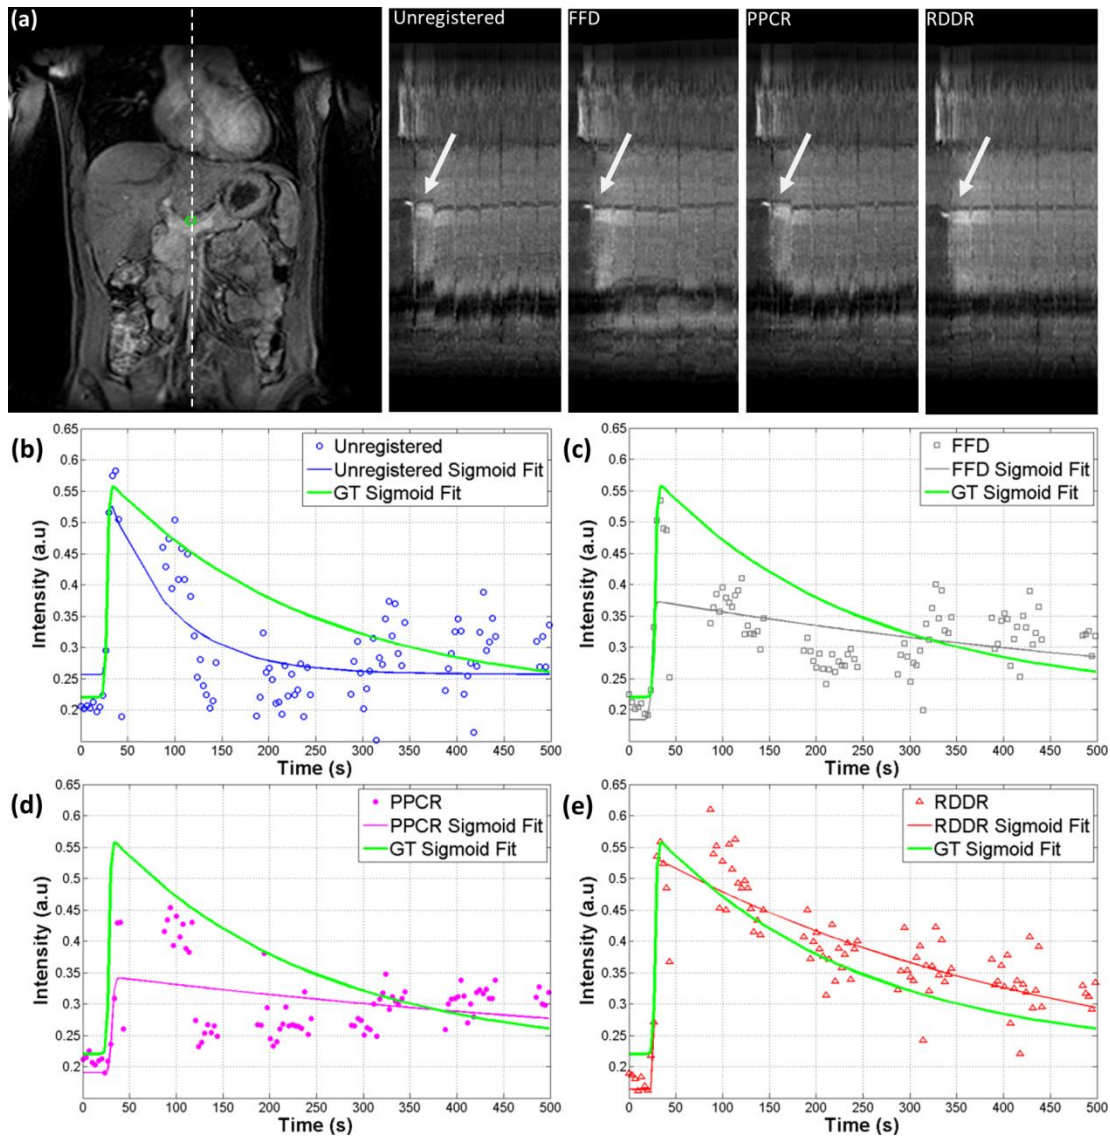 (a)
Unregistered
FFD
PPCR
RDDR
(b)
0.65
0.6
0.55
0.5
0.45
0.4
0.35
0.3
0.25
0.2
Intensity (a.u)
Unregistered
Unregistered Sigmoid Fit
GT Sigmoid Fit
0 50 100 150 200 250 300 350 400 450 500
Time (s)
(c)
0.65
0.6
0.55
0.5
0.45
0.4
0.35
0.3
0.25
0.2
Intensity (a.u)
FFD
FFD Sigmoid Fit
GT Sigmoid Fit
0 50 100 150 200 250 300 350 400 450 500
Time (s)
(d)
0.65
0.6
0.55
0.5
0.45
0.4
0.35
0.3
0.25
0.2
Intensity (a.u)
PPCR
PPCR Sigmoid Fit
GT Sigmoid Fit
0 50 100 150 200 250 300 350 400 450 500
Time (s)
(e)
0.65
0.6
0.55
0.5
0.45
0.4
0.35
0.3
0.25
0.2
Intensity (a.u)
RDDR
RDDR Sigmoid Fit
GT Sigmoid Fit
0 50 100 150 200 250 300 350 400 450 500
Time (s)